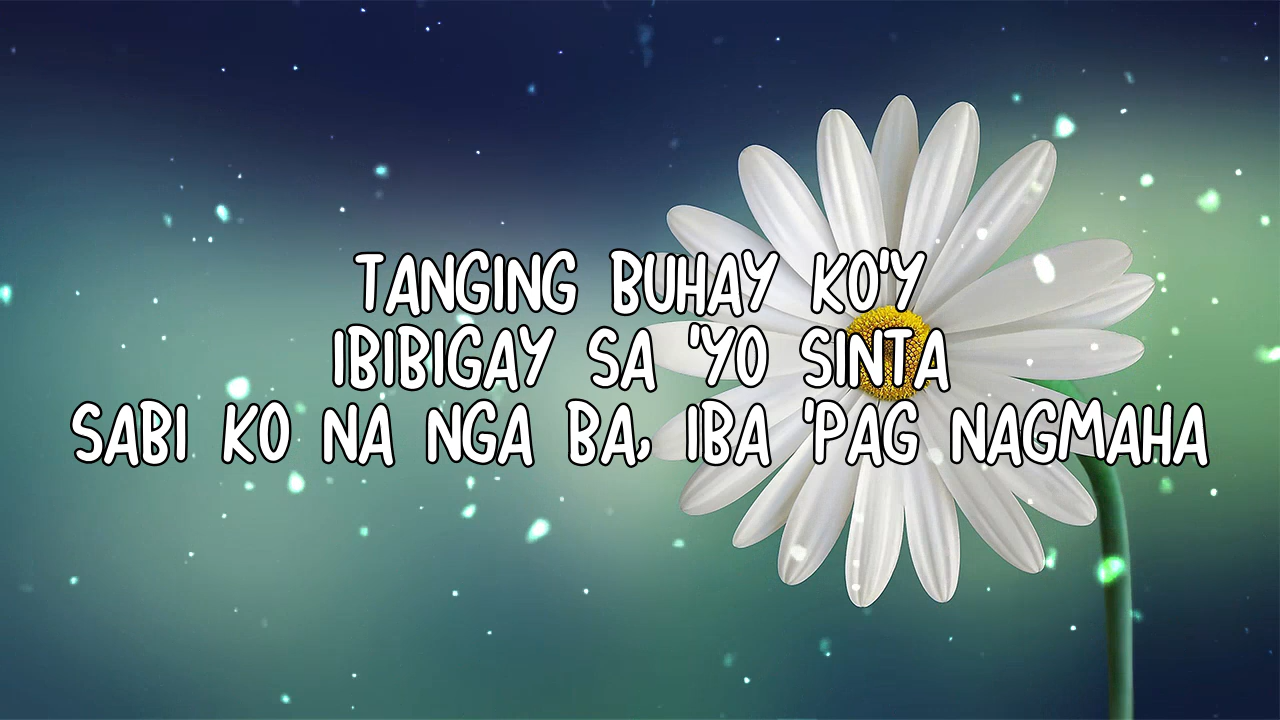 TANGING BUHAY KO'Y
IBIBIGAY SA 'YO SINTA
SABI KO NA NGA BA, IBA 'PAG NAGMAHA